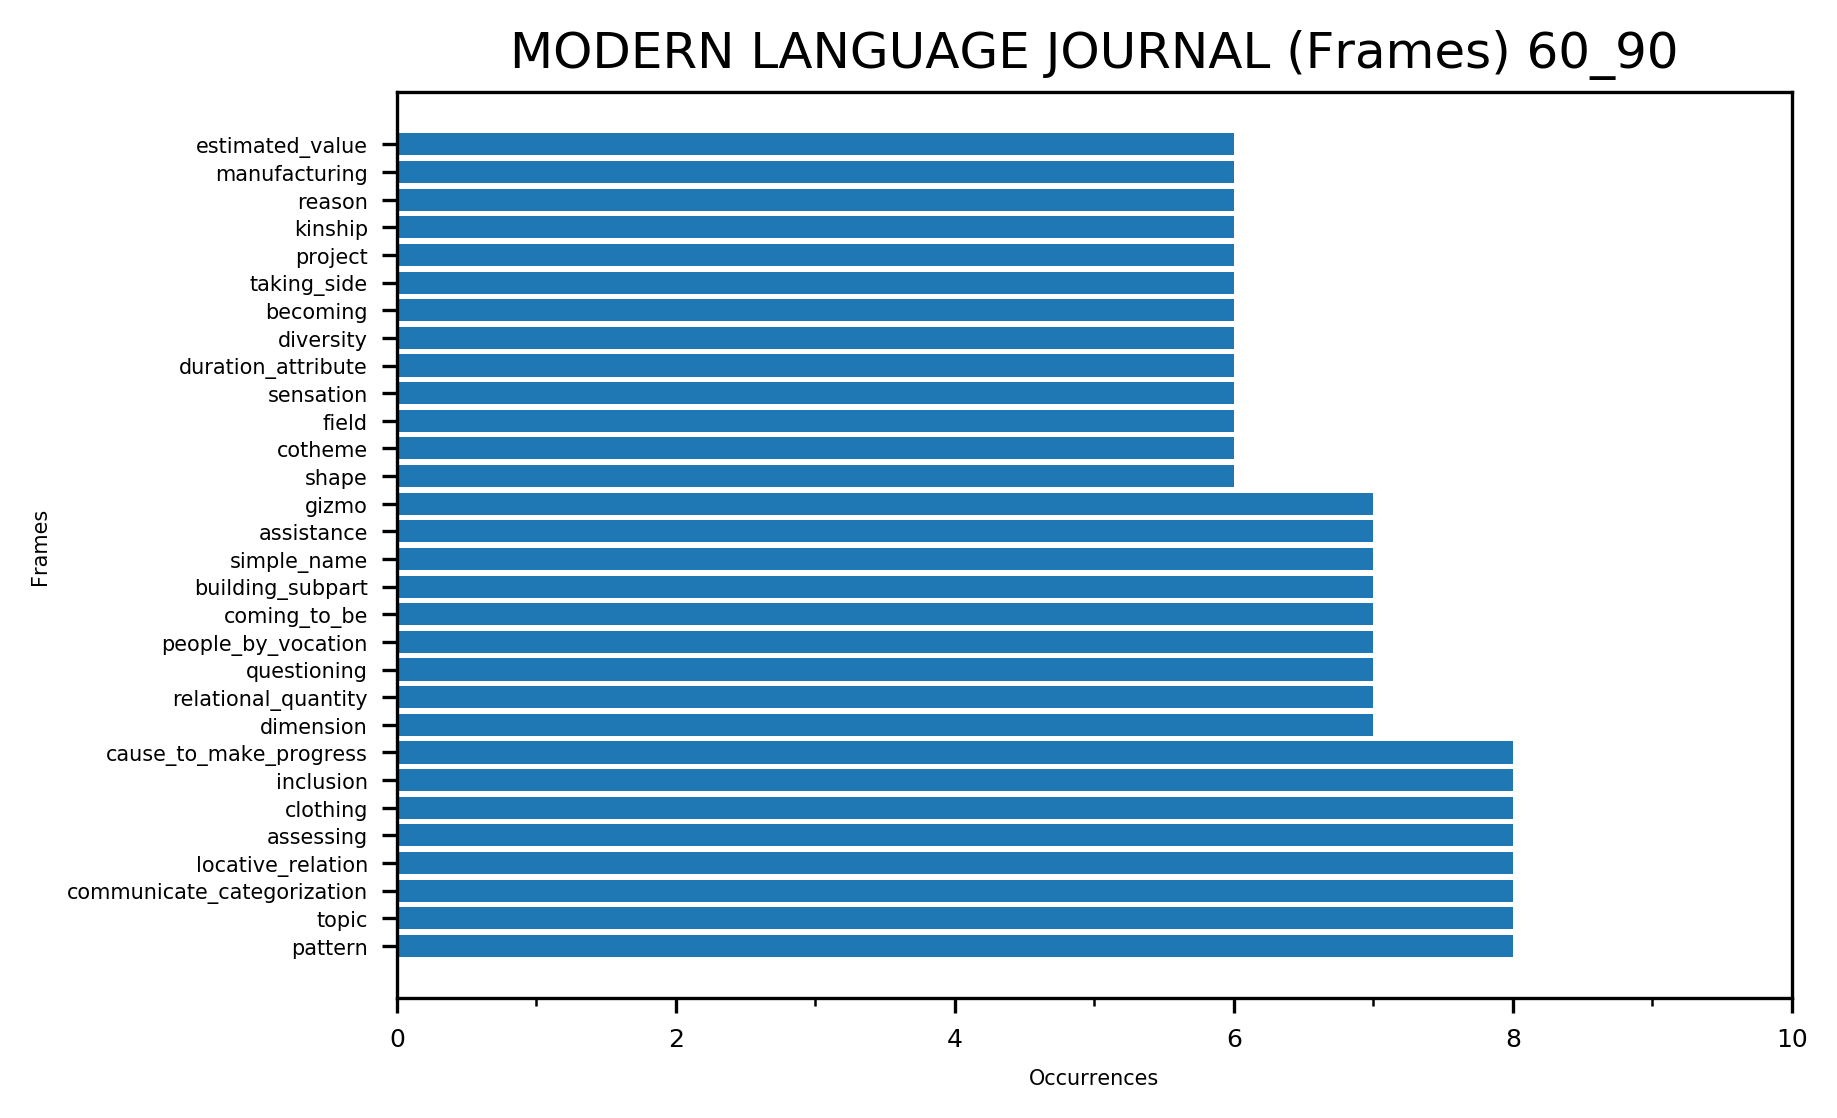 MODERN LANGUAGE JOURNAL (Frames) 60_90
estimated_value
manufacturing
reason
kinship
project
taking_side
becoming
diversity
duration_attribute
sensation
field
cotheme
shape
gizmo
assistance
simple_name
building_subpart
coming_to_be
people_by_vocation
questioning
relational_quantity
dimension
cause_to_make_progress
inclusion
clothing
assessing
locative_relation
communicate_categorization
topic
pattern
Frames
0 2 4 6 8 10
Occurrences